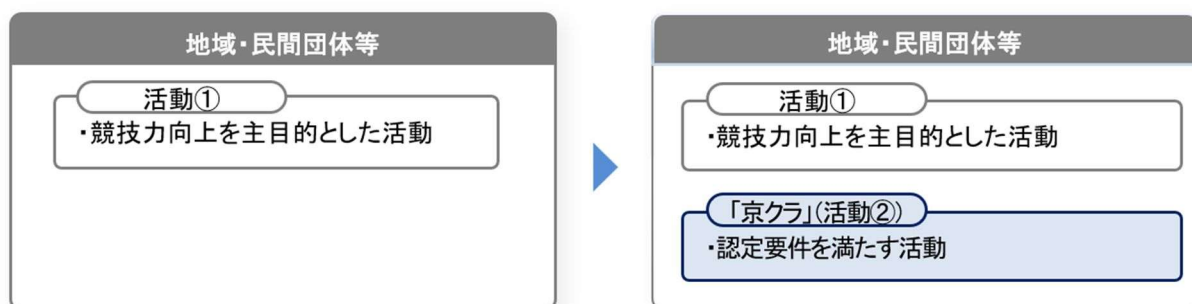 地域・民間団体等
活動①
・競技力向上を主目的とした活動
地域・民間団体等
活動①
・競技力向上を主目的とした活動
「京クラ」(活動②)
・認定要件を満たす活動